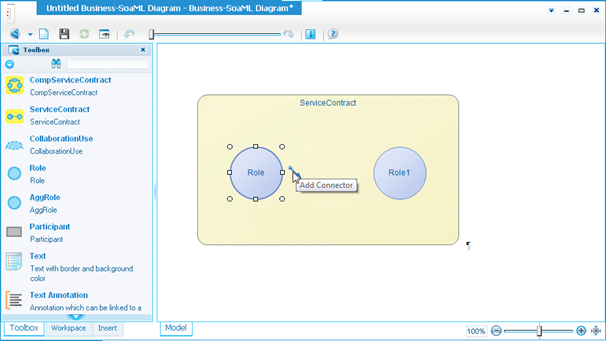 Untitled Business-SoaML Diagram - Business-SoaML Diagram*
Toolbox
CompServiceContract
CompServiceContract
ServiceContract
ServiceContract
CollaborationUse
CollaborationUse
Role
Role
AggRole
AggRole
Participant
Participant
Text
Text with border and background
color
Text Annotation
Annotation which can be linked to a
Toolbox
Workspace
Insert
ServiceContract
Role
Role1
Add Connector
¶
Model
100%